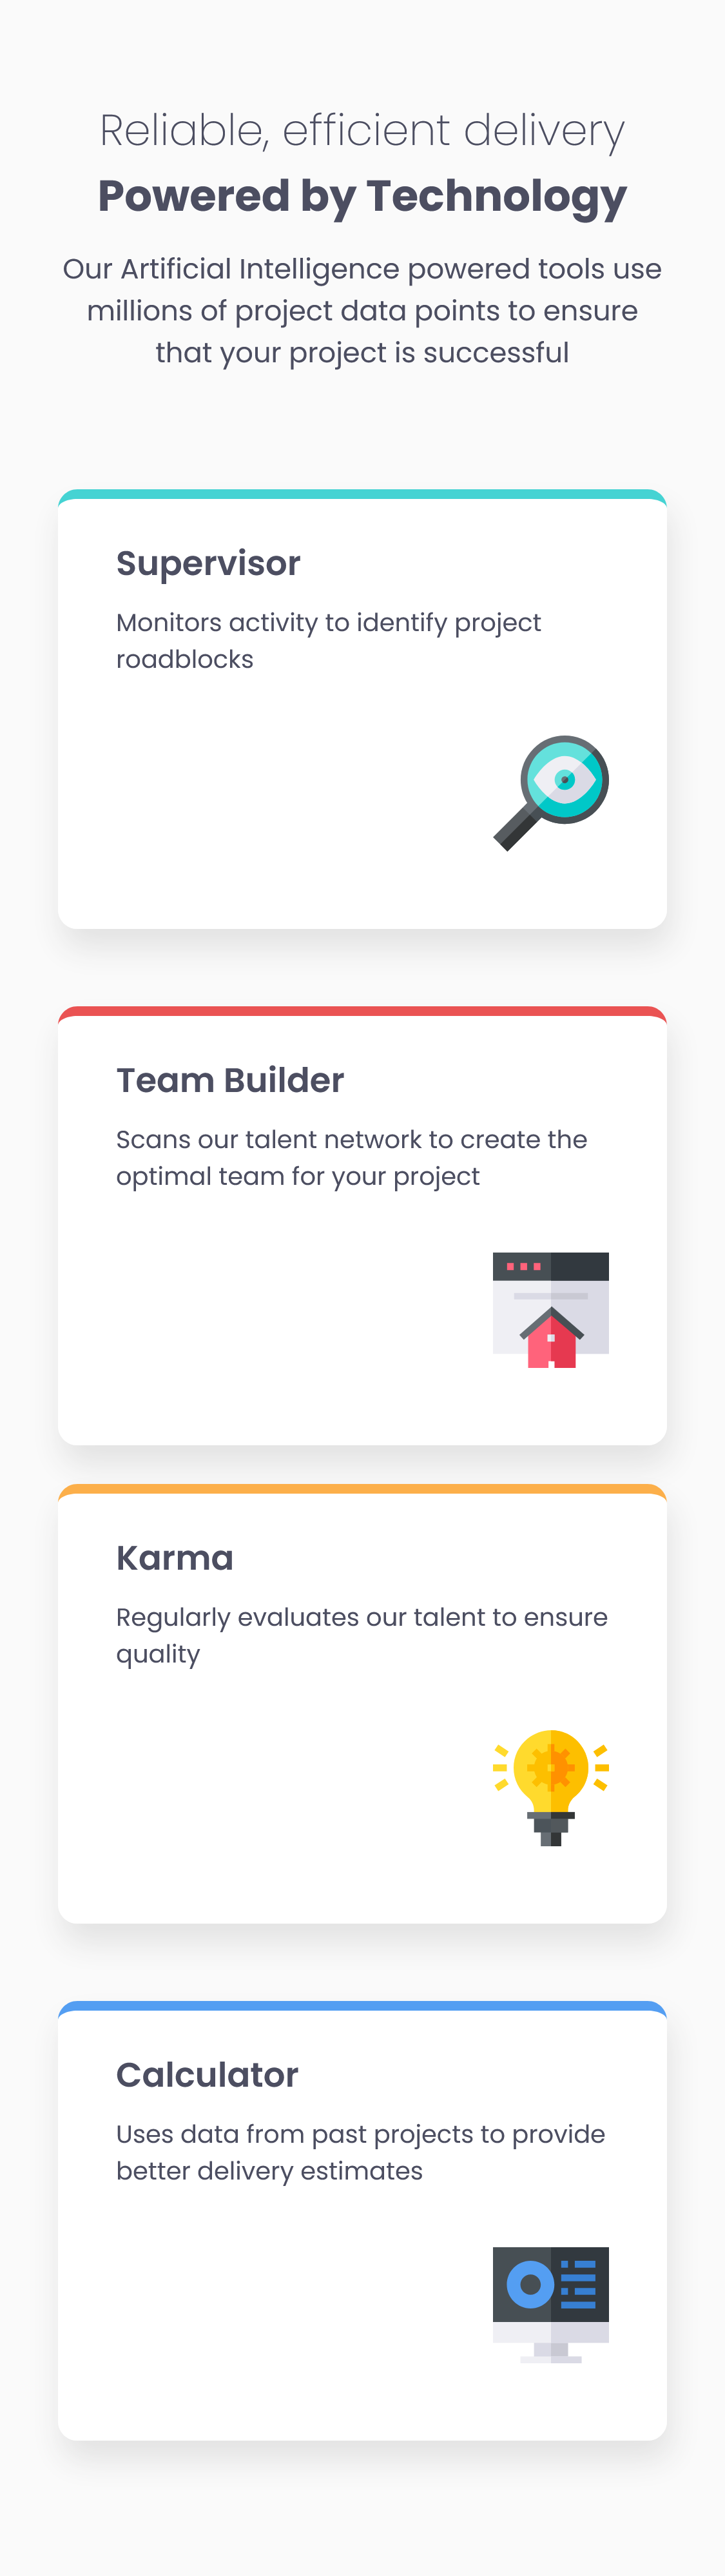 Reliable, efficient delivery
Powered by Technology
Our Artificial Intelligence powered tools use
millions of project data points to ensure
that your project is successful
Supervisor
Monitors activity to identify project
roadblocks
Team Builder
Scans our talent network to create the
optimal team for your project
Karma
Regularly evaluates our talent to ensure
quality
Calculator
Uses data from past projects to provide
better delivery estimates